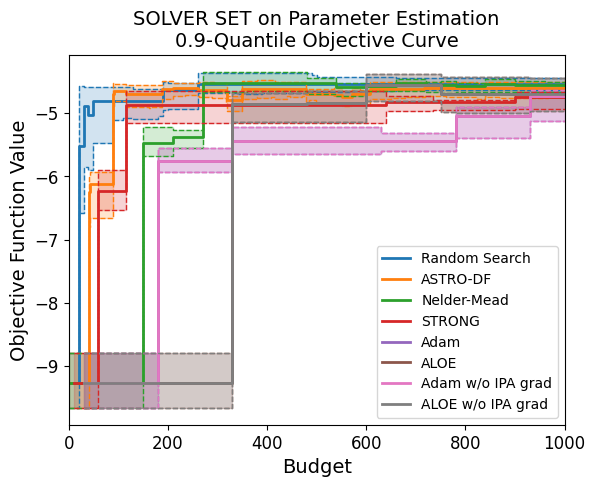 SOLVER SET on Parameter Estimation
0.9-Quantile Objective Curve
Objective Function Value
−5
−6
−7
−8
−9
Random Search
ASTRO-DF
Nelder-Mead
STRONG
Adam
ALOE
Adam w/o IPA grad
ALOE w/o IPA grad
0 200 400 600 800 1000
Budget